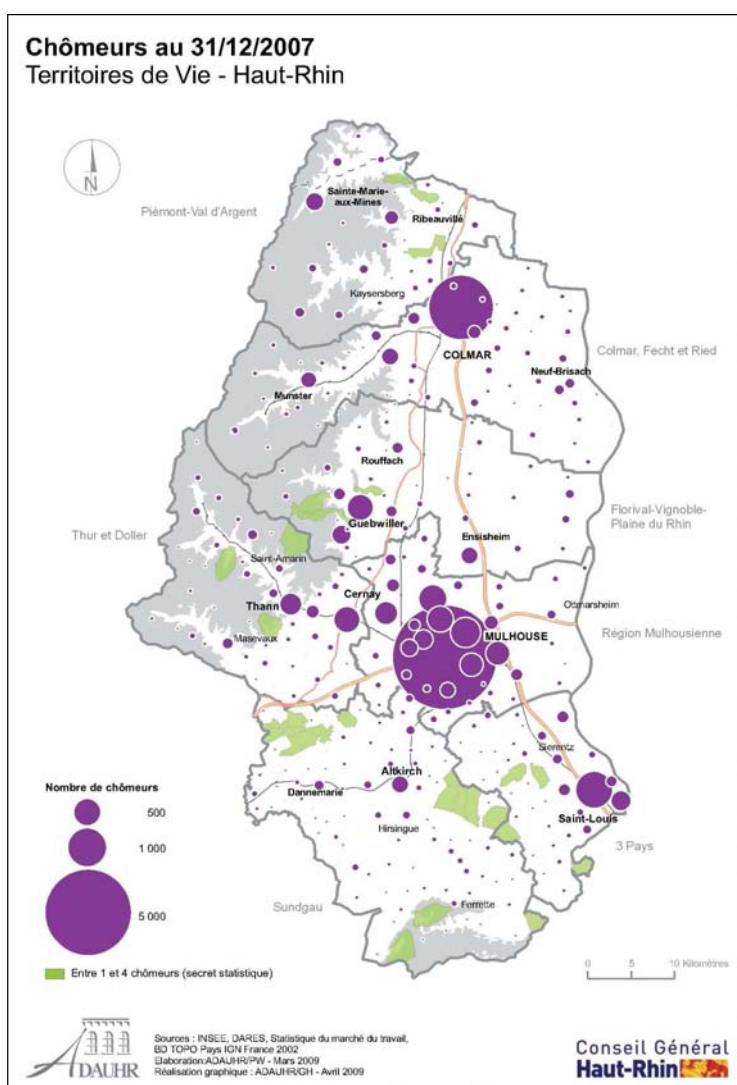 Chômeurs au 31/12/2007
Territoires de Vie - Haut-Rhin
N
Piémont-Val d'Argent
Sainte-Marie-
aux-Mines
Ribeauvillé
Kaysersberg
COLMAR
Colmar, Fecht et Ried
Neuf-Brisach
Munster
Rouffach
Guebwiller
Florival-Vignoble-
Plaine du Rhin
Ensisheim
Thur et Doller
Saint-Amarin
Thann
Cernay
Ottmarsheim
MULHOUSE
Région Mulhousienne
Masevaux
Sierentz
Altkirch
Dannemarie
Saint-Louis
Hirsingue
3 Pays
Sundgau
Ferrette
Nombre de chômeurs
500
1 000
5 000
Entre 1 et 4 chômeurs (secret statistique)
0 5 10 Kilomètres
ADAUHR
Sources : INSEE, DARES, Statistique du marché du travail,
BD TOPO Pays IGN France 2002
Elaboration:ADAUHR/PW - Mars 2009
Réalisation graphique : ADAUHR/GH - Avril 2009
Conseil Général
Haut-Rhin